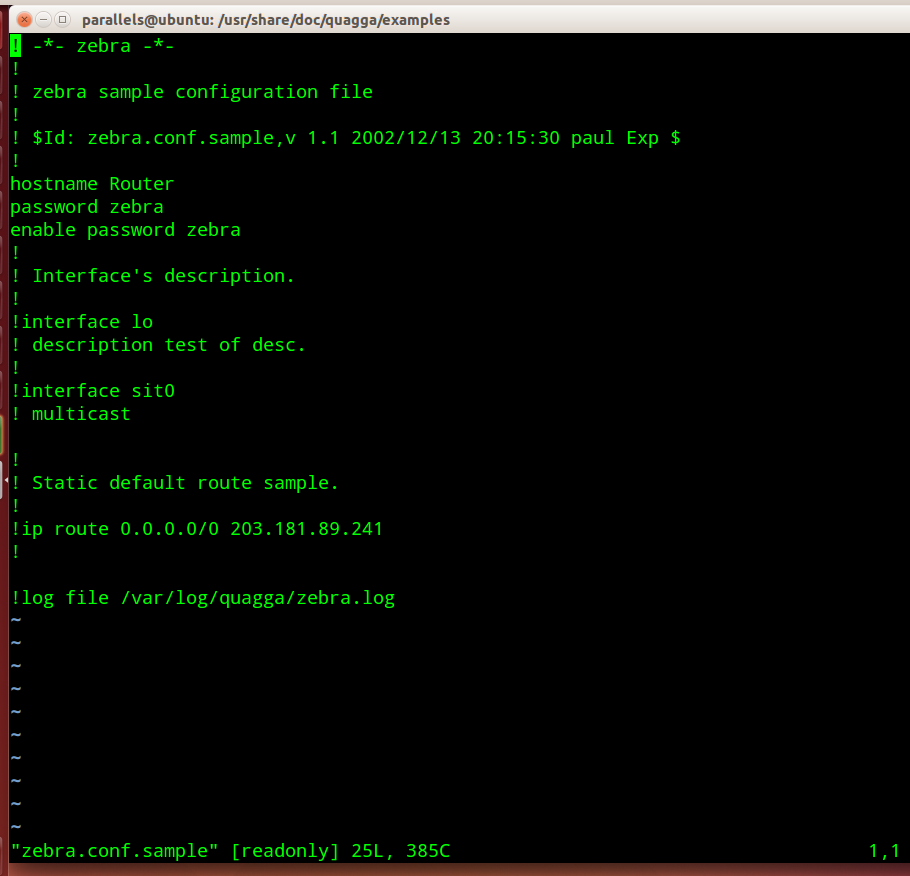 parallels@ubuntu: /usr/share/doc/quagga/examples
! -*- zebra -*-
!
! zebra sample configuration file
!
! $Id: zebra.conf.sample,v 1.1 2002/12/13 20:15:30 paul Exp $
!
hostname Router
password zebra
enable password zebra
!
! Interface's description.
!
!interface lo
! description test of desc.
!
!interface sit0
! multicast

!
! Static default route sample.
!
!ip route 0.0.0.0/0 203.181.89.241
!

!log file /var/log/quagga/zebra.log
~
~
~
~
~
~
~
~
~
~
"zebra.conf.sample" [readonly] 25L, 385C 1,1